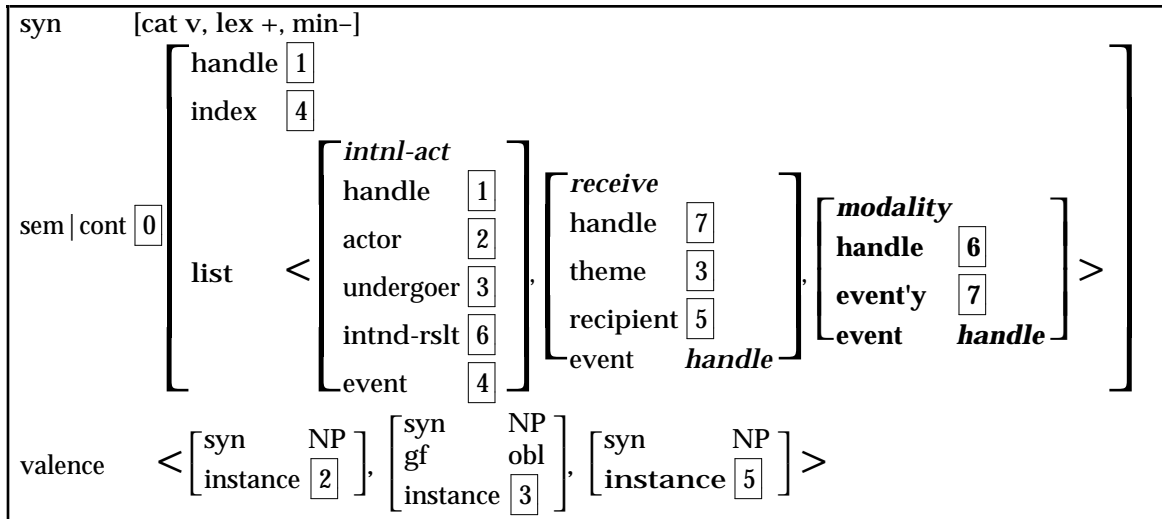 syn [cat v, lex +, min–]
sem|cont 0
handle 1
index 4
list <
intnl-act
handle 1
actor 2
undergoer 3
intnd-rslt 6
event 4
,
receive
handle 7
theme 3
recipient 5
event handle
,
modality
handle 6
event'y 7
event handle
>
valence <
syn NP
instance 2
,
syn NP
gf obl
instance 3
,
syn NP
instance 5
>